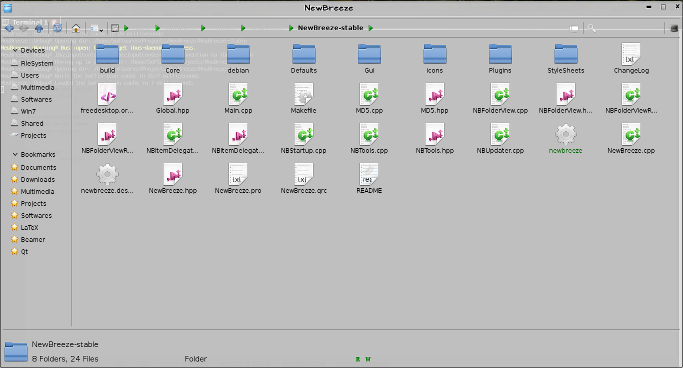 NewBreeze
NewBreeze-stable
Devices
FileSystem
Users
Multimedia
Softwares
Win7
Shared
Projects
Bookmarks
Documents
Downloads
Multimedia
Projects
Softwares
LaTeX
Beamer
Qt
build Core debian Defaults Gui Icons Plugins StyleSheets ChangeLog
freedesktop.or... Global.hpp Main.cpp Makefile MD5.cpp MD5.hpp NBFolderView.cpp NBFolderView.h... NBFolderViewR...
NBFolderViewR... NBItemDelegat... NBItemDelegat... NBStartup.cpp NBTools.cpp NBTools.hpp NBUpdater.cpp newbreeze NewBreeze.cpp
newbreeze.des... NewBreeze.hpp NewBreeze.pro NewBreeze.qrc README
NewBreeze-stable
8 Folders, 24 Files Folder R W